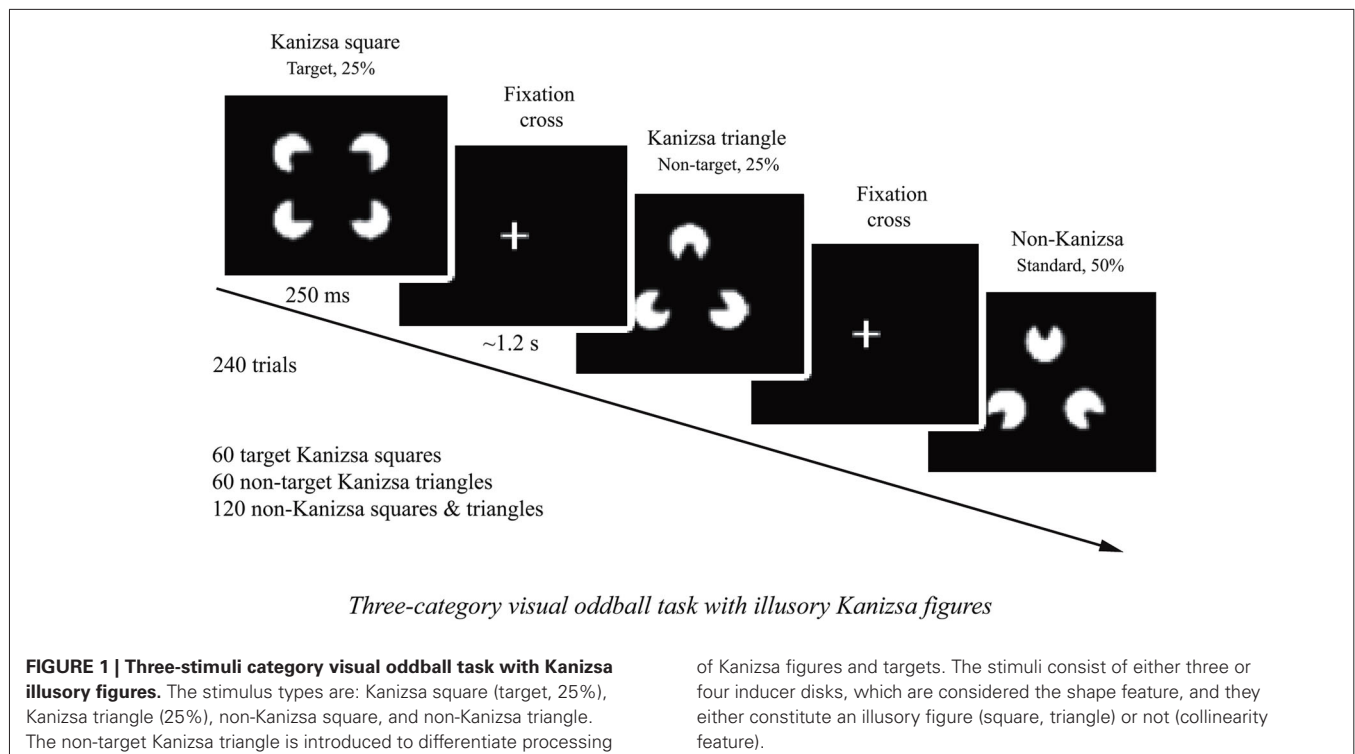 Kanizsa square
Target, 25%
Fixation
cross
Kanizsa triangle
Non-target, 25%
Fixation
cross
Non-Kanizsa
Standard, 50%
250 ms
~1.2 s
240 trials
60 target Kanizsa squares
60 non-target Kanizsa triangles
120 non-Kanizsa squares & triangles
Three-category visual oddball task with illusory Kanizsa figures
FIGURE 1 | Three-stimuli category visual oddball task with Kanizsa
illusory figures. The stimulus types are: Kanizsa square (target, 25%),
Kanizsa triangle (25%), non-Kanizsa square, and non-Kanizsa triangle.
The non-target Kanizsa triangle is introduced to differentiate processing
of Kanizsa figures and targets. The stimuli consist of either three or
four inducer disks, which are considered the shape feature, and they
either constitute an illusory figure (square, triangle) or not (collinearity
feature).